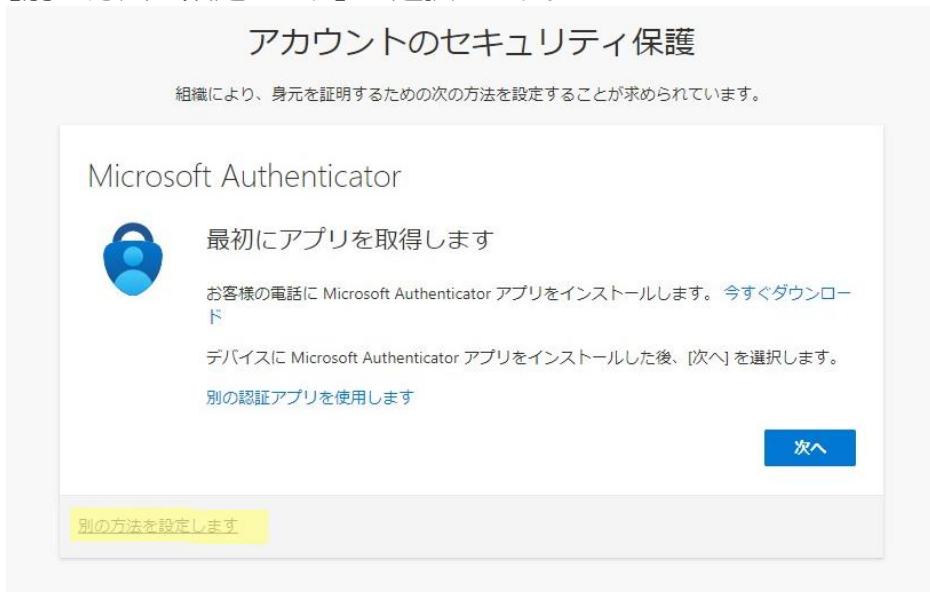 アカウントのセキュリティ保護
組織により、身元を証明するための次の方法を設定することが求められています。
Microsoft Authenticator
最初にアプリを取得します
お客様の電話に Microsoft Authenticator アプリをインストールします。 今すぐダウンロー
ド
デバイスに Microsoft Authenticator アプリをインストールした後、[次へ] を選択します。
別の認証アプリを使用します
次へ
別の方法を設定します